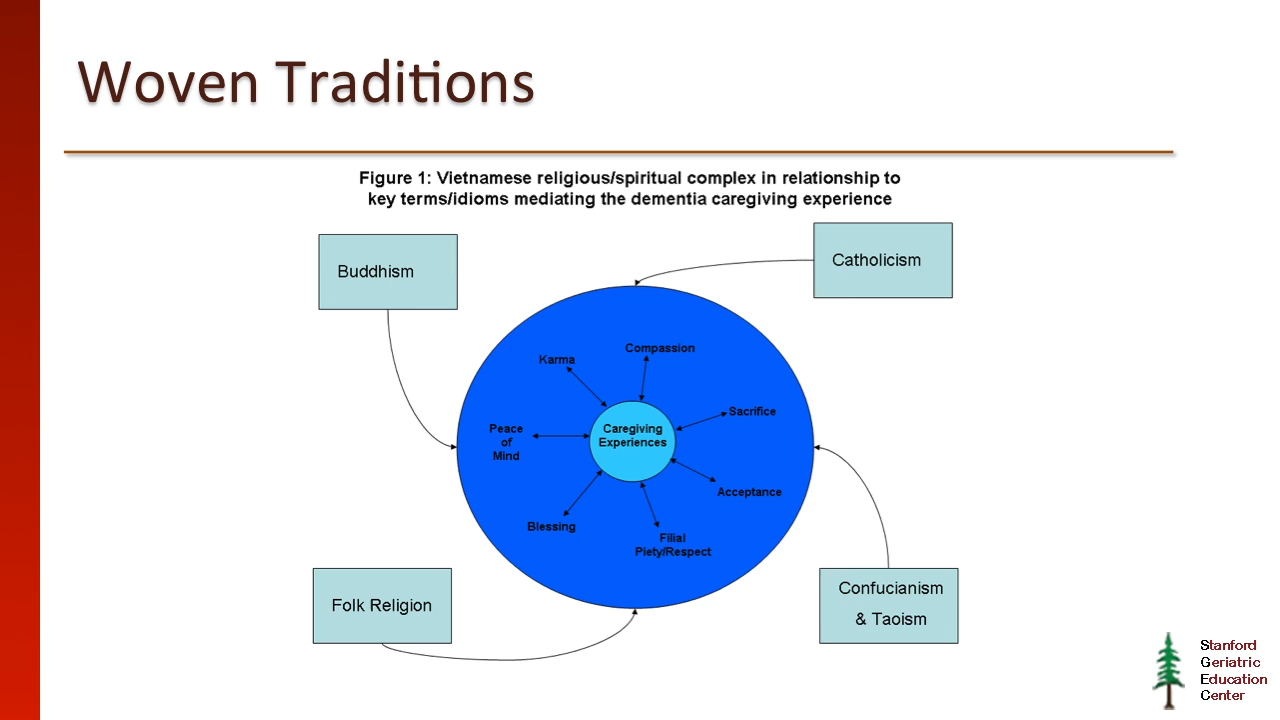 Woven Traditions
Figure 1: Vietnamese religious/spiritual complex in relationship to
key terms/idioms mediating the dementia caregiving experience
Buddhism
Catholicism
Compassion
Karma
Sacrifice
Peace
of
Mind
Caregiving
Experiences
Acceptance
Blessing
Filial
Piety/Respect
Folk Religion
Confucianism
& Taoism
Stanford
Geriatric
Education
Center